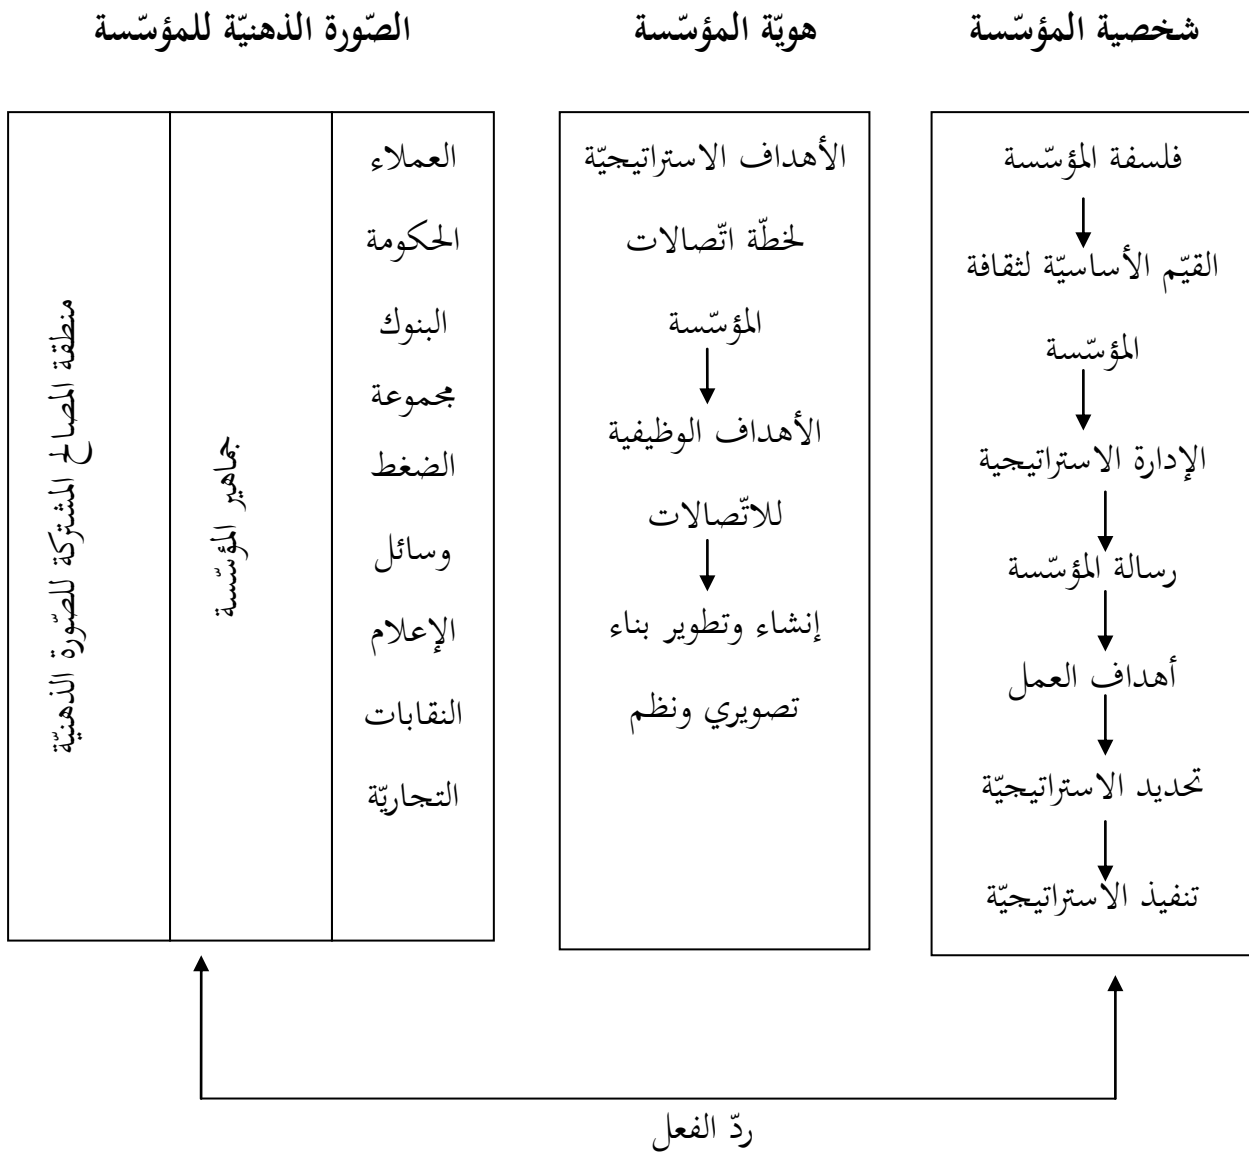 شخصية المؤسّسة
هويّة المؤسّسة
الصّورة الذهنيّة للمؤسّسة
فلسفة المؤسّسة
القيّم الأساسيّة لثقافة
المؤسّسة
الإدارة الاستراتيجية
رسالة المؤسّسة
أهداف العمل
تحديد الاستراتيجيّة
تنفيذ الاستراتيجيّة
الأهداف الاستراتيجيّة
لخطّة اتّصالات
المؤسّسة
الأهداف الوظيفية
للاتّصالات
إنشاء وتطوير بناء
تصويري ونظم
العملاء
الحكومة
البنوك
مجموعة
الضغط
وسائل
الإعلام
النقابات
التجاريّة
جماهير المؤسّسة
منطقة المصالح المشتركة للصّورة الذهنيّة
ردّ الفعل